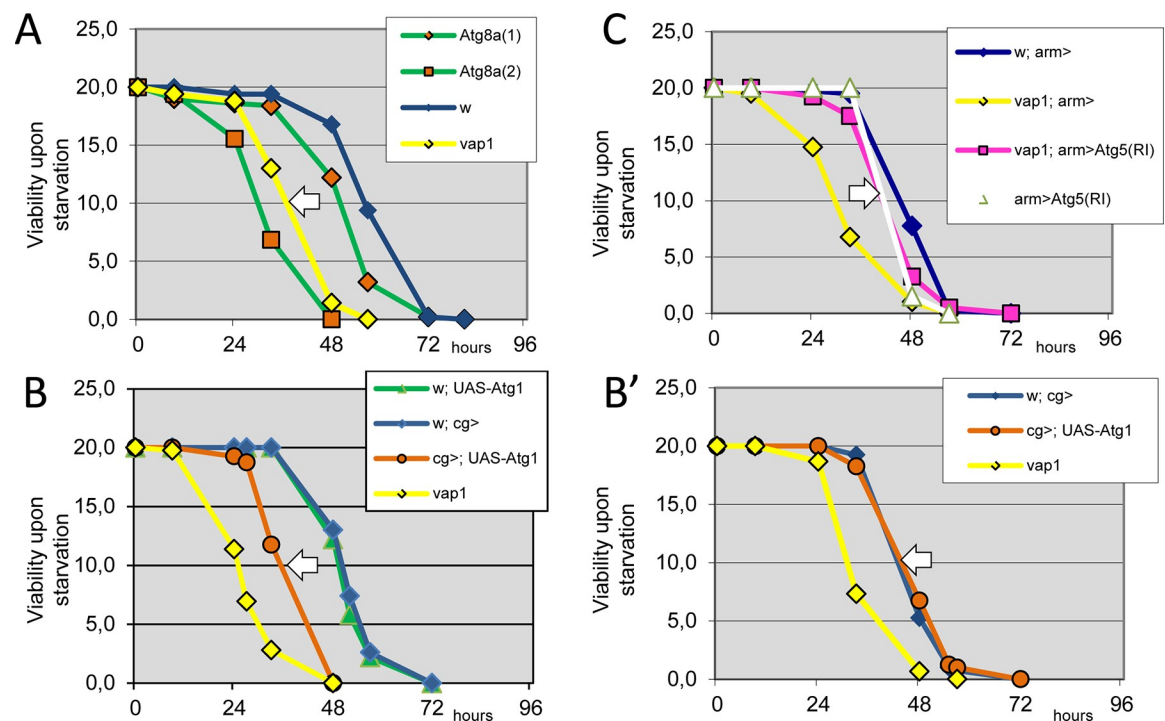 A
Viability upon
starvation
25,0
20,0
15,0
10,0
5,0
0,0
0
24
48
72
hours
96
Atg8a(1)
Atg8a(2)
w
vap1
C
Viability upon
starvation
25,0
20,0
15,0
10,0
5,0
0,0
0
24
48
72
hours
96
w; arm>
vap1; arm>
vap1; arm>Atg5(RI)
arm>Atg5(RI)
B
Viability upon
starvation
25,0
20,0
15,0
10,0
5,0
0,0
0
24
48
72
hours
96
w; UAS-Atg1
w; cg>
cg>; UAS-Atg1
vap1
B’
Viability upon
starvation
25,0
20,0
15,0
10,0
5,0
0,0
0
24
48
72
hours
96
w; cg>
cg>; UAS-Atg1
vap1